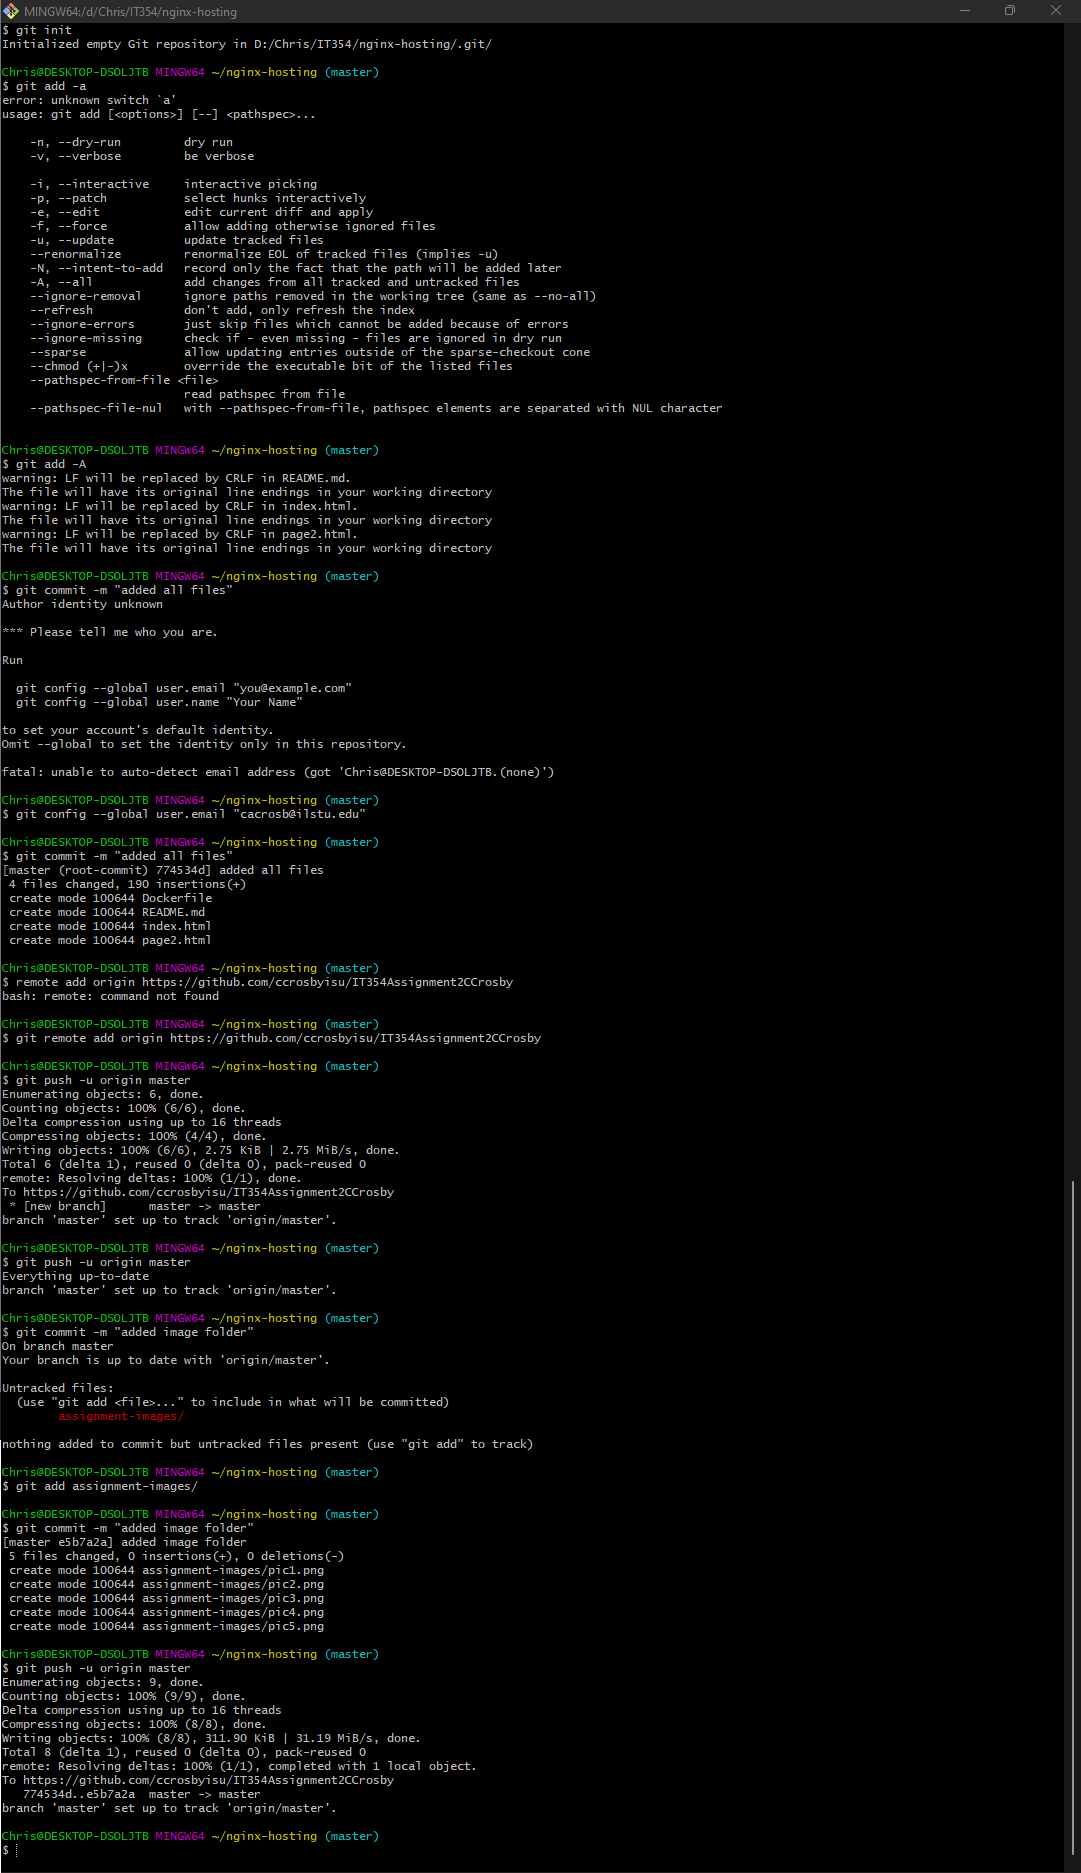 MINGW64:/d/Chris/IT354/nginx-hosting
$ git init
Initialized empty Git repository in D:/Chris/IT354/nginx-hosting/.git/

Chris@DESKTOP-DSOLJTB MINGW64 ~/nginx-hosting (master)
$ git add -a
error: unknown switch `a'
usage: git add [<options>] [--] <pathspec>...

    -n, --dry-run         dry run
    -v, --verbose         be verbose

    -i, --interactive     interactive picking
    -p, --patch           select hunks interactively
    -e, --edit            edit current diff and apply
    -f, --force           allow adding otherwise ignored files
    -u, --update          update tracked files
    --renormalize         renormalize EOL of tracked files (implies -u)
    -N, --intent-to-add   record only the fact that the path will be added later
    -A, --all             add changes from all tracked and untracked files
    --ignore-removal      ignore paths removed in the working tree (same as --no-all)
    --refresh             don't add, only refresh the index
    --ignore-errors       just skip files which cannot be added because of errors
    --ignore-missing      check if - even missing - files are ignored in dry run
    --sparse              allow updating entries outside of the sparse-checkout cone
    --chmod (+|-)x        override the executable bit of the listed files
    --pathspec-from-file <file>
                          read pathspec from file
    --pathspec-file-nul   with --pathspec-from-file, pathspec elements are separated with NUL character


Chris@DESKTOP-DSOLJTB MINGW64 ~/nginx-hosting (master)
$ git add -A
warning: LF will be replaced by CRLF in README.md.
The file will have its original line endings in your working directory
warning: LF will be replaced by CRLF in index.html.
The file will have its original line endings in your working directory
warning: LF will be replaced by CRLF in page2.html.
The file will have its original line endings in your working directory

Chris@DESKTOP-DSOLJTB MINGW64 ~/nginx-hosting (master)
$ git commit -m "added all files"
Author identity unknown

*** Please tell me who you are.

Run

  git config --global user.email "you@example.com"
  git config --global user.name "Your Name"

to set your account's default identity.
Omit --global to set the identity only in this repository.

fatal: unable to auto-detect email address (got 'Chris@DESKTOP-DSOLJTB.(none)')

Chris@DESKTOP-DSOLJTB MINGW64 ~/nginx-hosting (master)
$ git config --global user.email "cacrosb@ilstu.edu"

Chris@DESKTOP-DSOLJTB MINGW64 ~/nginx-hosting (master)
$ git commit -m "added all files"
[master (root-commit) 774534d] added all files
 4 files changed, 190 insertions(+)
 create mode 100644 Dockerfile
 create mode 100644 README.md
 create mode 100644 index.html
 create mode 100644 page2.html

Chris@DESKTOP-DSOLJTB MINGW64 ~/nginx-hosting (master)
$ remote add origin https://github.com/ccrosbyisu/IT354Assignment2CCrosby
bash: remote: command not found

Chris@DESKTOP-DSOLJTB MINGW64 ~/nginx-hosting (master)
$ git remote add origin https://github.com/ccrosbyisu/IT354Assignment2CCrosby

Chris@DESKTOP-DSOLJTB MINGW64 ~/nginx-hosting (master)
$ git push -u origin master
Enumerating objects: 6, done.
Counting objects: 100% (6/6), done.
Delta compression using up to 16 threads
Compressing objects: 100% (4/4), done.
Writing objects: 100% (6/6), 2.75 KiB | 2.75 MiB/s, done.
Total 6 (delta 1), reused 0 (delta 0), pack-reused 0
remote: Resolving deltas: 100% (1/1), done.
To https://github.com/ccrosbyisu/IT354Assignment2CCrosby
 * [new branch]      master -> master
branch 'master' set up to track 'origin/master'.

Chris@DESKTOP-DSOLJTB MINGW64 ~/nginx-hosting (master)
$ git push -u origin master
Everything up-to-date
branch 'master' set up to track 'origin/master'.

Chris@DESKTOP-DSOLJTB MINGW64 ~/nginx-hosting (master)
$ git commit -m "added image folder"
On branch master
Your branch is up to date with 'origin/master'.

Untracked files:
  (use "git add <file>..." to include in what will be committed)
        assignment-images/

nothing added to commit but untracked files present (use "git add" to track)

Chris@DESKTOP-DSOLJTB MINGW64 ~/nginx-hosting (master)
$ git add assignment-images/

Chris@DESKTOP-DSOLJTB MINGW64 ~/nginx-hosting (master)
$ git commit -m "added image folder"
[master e5b7a2a] added image folder
 5 files changed, 0 insertions(+), 0 deletions(-)
 create mode 100644 assignment-images/pic1.png
 create mode 100644 assignment-images/pic2.png
 create mode 100644 assignment-images/pic3.png
 create mode 100644 assignment-images/pic4.png
 create mode 100644 assignment-images/pic5.png

Chris@DESKTOP-DSOLJTB MINGW64 ~/nginx-hosting (master)
$ git push -u origin master
Enumerating objects: 9, done.
Counting objects: 100% (9/9), done.
Delta compression using up to 16 threads
Compressing objects: 100% (8/8), done.
Writing objects: 100% (8/8), 311.90 KiB | 31.19 MiB/s, done.
Total 8 (delta 1), reused 0 (delta 0), pack-reused 0
remote: Resolving deltas: 100% (1/1), completed with 1 local object.
To https://github.com/ccrosbyisu/IT354Assignment2CCrosby
   774534d..e5b7a2a  master -> master
branch 'master' set up to track 'origin/master'.

Chris@DESKTOP-DSOLJTB MINGW64 ~/nginx-hosting (master)
$